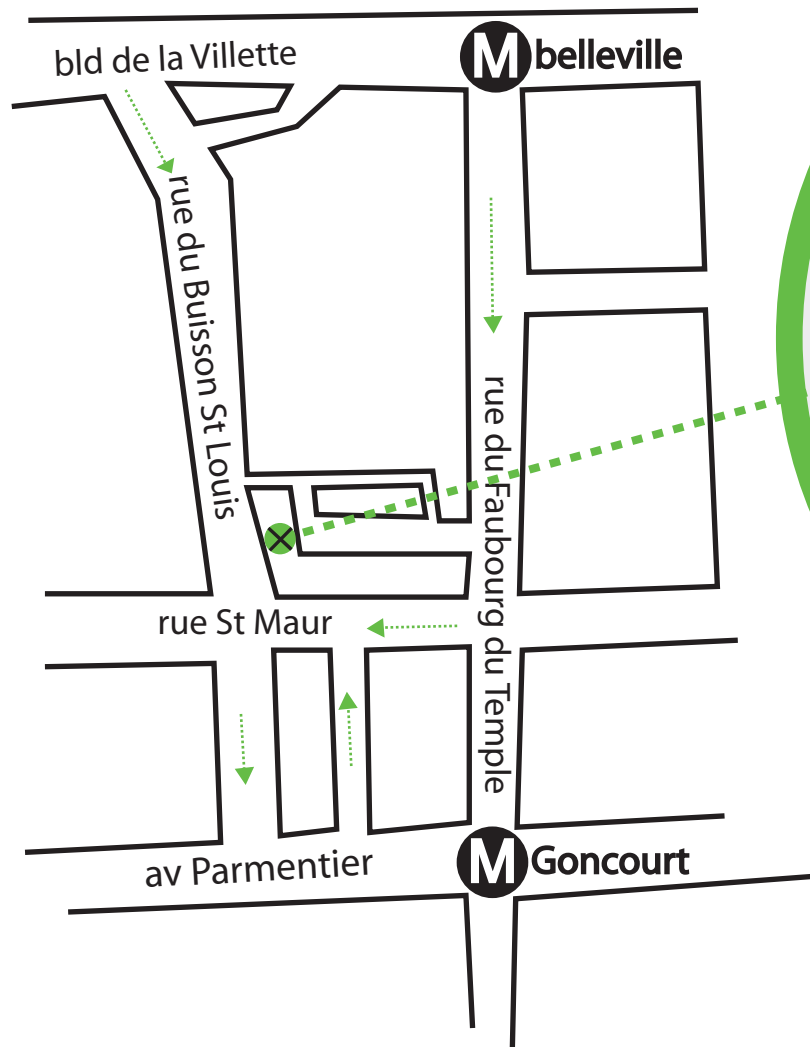 bld de la Villette
M belleville
rue du Buisson St Louis
rue du Faubourg du Temple
rue St Maur
av Parmentier
M Goncourt